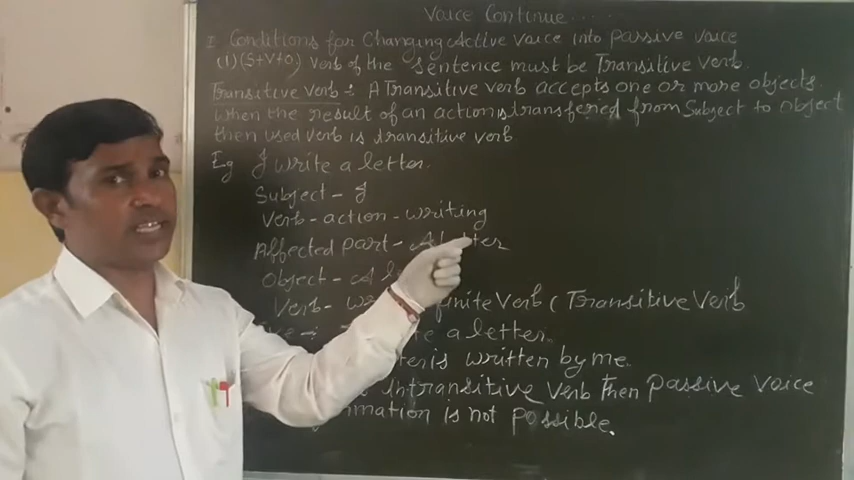 Voice Continue.....
I Conditions for Changing Active Voice into Passive Voice
(1) (S+V+O) Verb of the sentence must be Transitive verb.
Transitive verb :- A Transitive verb accepts one or more objects.
when the result of an action is transfered from Subject to Object
then used verb is transitive verb.
Eg I write a letter.
Subject - I
Verb - action - writing
Affected part - A letter
Object - A
Verb - finite Verb ( Transitive Verb
a letter.
is written by me.
intransitive Verb then passive voice
is not possible.